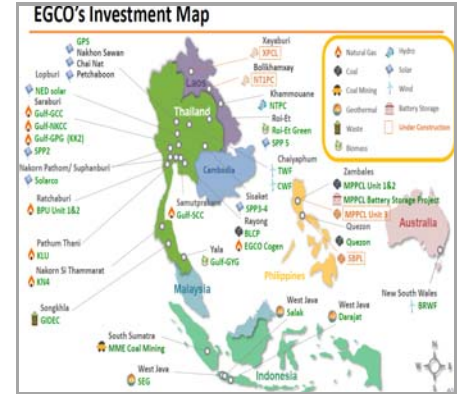 EGCO's Investment Map
GPS
Nakhon Sawan
Chai Nat
Petchaboon
Lopburi
NED solar
Saraburi
Gulf-GCC
Gulf-NKCC
Gulf-GPG (KK2)
SPP2
Nakorn Pathom/ Suphanburi
Solarco
Ratchaburi
BPU Unit 1&2
Pathum Thani
KLU
Nakorn Si Thammarat
KN4
Songkhla
GIDEC
Xayaburi
XPCL
Bolikhamxay
NT1PC
Laos
Khammouane
NTPC
Thailand
Roi-Et
Roi-Et Green
SPP 5
Chaiyaphum
TWF
CWF
Cambodia
Sisaket
SPP3-4
Samutprakarn
Gulf-SCC
Rayong
BLCP
EGCO Cogen
Yala
Gulf-GYG
Malaysia
South Sumatra
MME Coal Mining
West Java
SEG
West Java
Salak
West Java
Darajat
Indonesia
Zambales
MPPCL Unit 1&2
MPPCL Battery Storage Project
MPPCL Unit 3
Quezon
Quezon
SBPL
Philippines
Australia
New South Wales
BRWF
Natural Gas
Coal
Coal Mining
Geothermal
Waste
Biomass
Hydro
Solar
Wind
Battery Storage
Under Construction